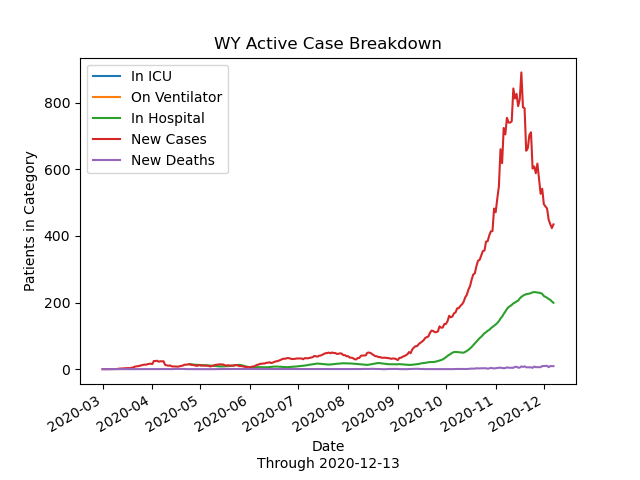 WY Active Case Breakdown
In ICU
On Ventilator
In Hospital
New Cases
New Deaths
Patients in Category
800
600
400
200
0
2020-03
2020-04
2020-05
2020-06
2020-07
2020-08
2020-09
2020-10
2020-11
2020-12
Date
Through 2020-12-13